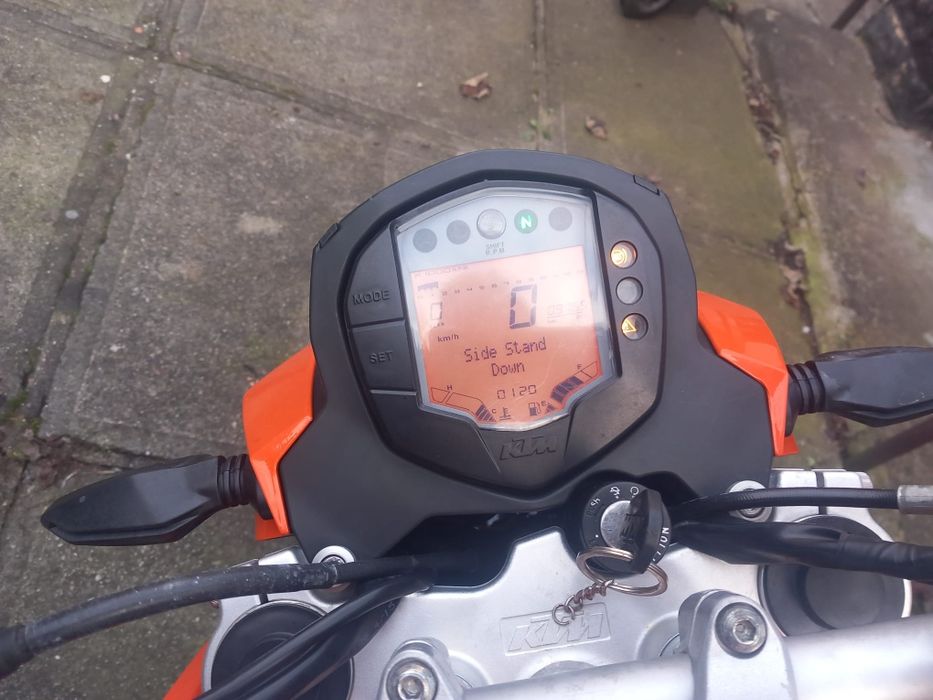 SHIFT
R.P.M
N
MODE
SET
0
0
km/h
Side Stand
Down
0120
H
F
C
E
KTM
KTM